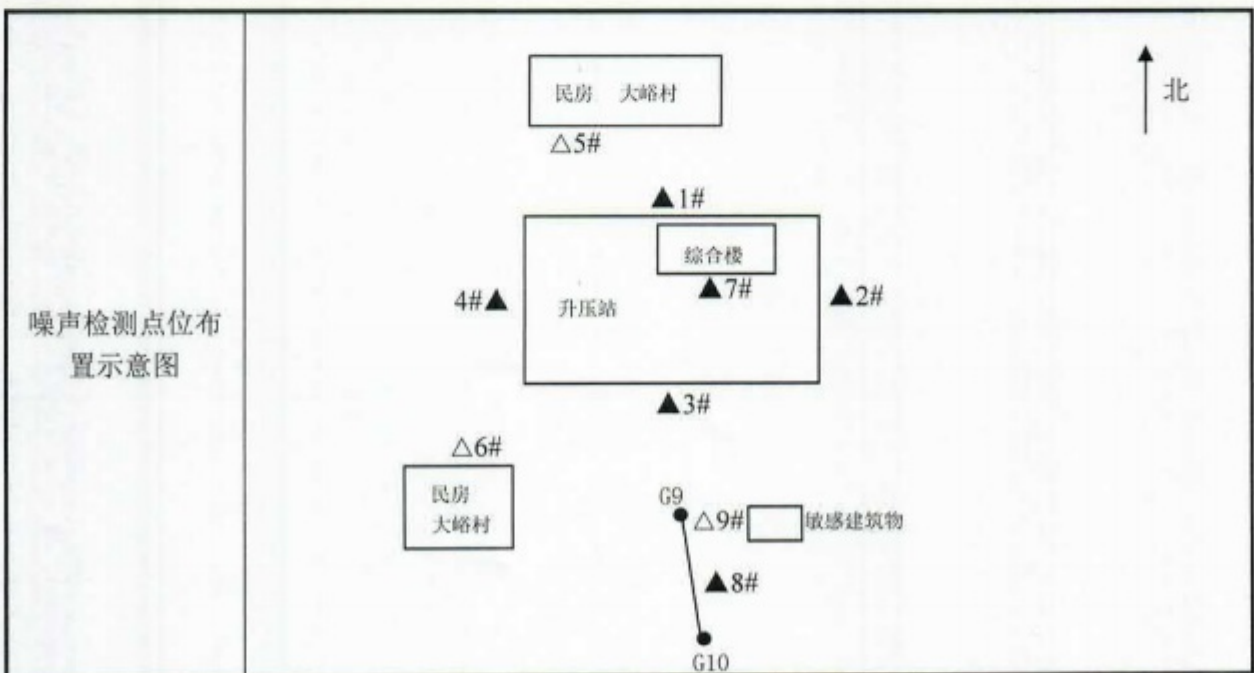 噪声检测点位布
置示意图
民房 大峪村
北
△5#
▲1#
综合楼
4#▲
升压站
▲7#
▲2#
▲3#
△6#
民房
大峪村
G9
△9#
敏感建筑物
▲8#
G10